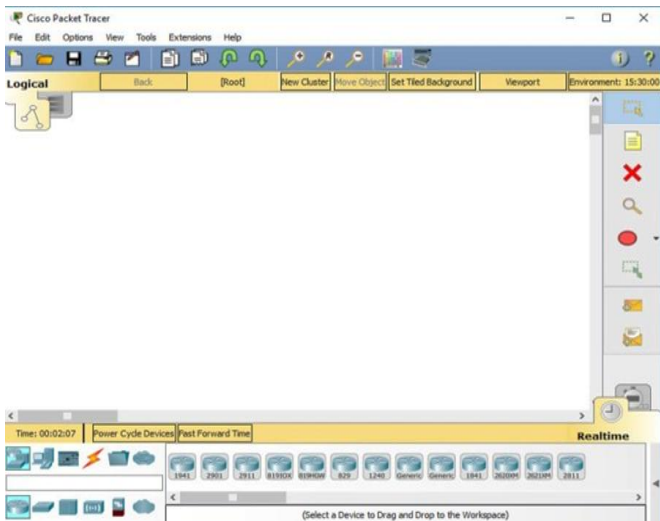 Cisco Packet Tracer
File Edit Options View Tools Extensions Help
Logical Back [Root] New Cluster Move Object Set Tiled Background Viewport Environment: 15:30:00
Time: 00:02:07 Power Cycle Devices Fast Forward Time Realtime
1941 2901 2911 819IOX 819HGW 829 1240 Generic Generic 1841 2620XM 2621XM 2811
(Select a Device to Drag and Drop to the Workspace)